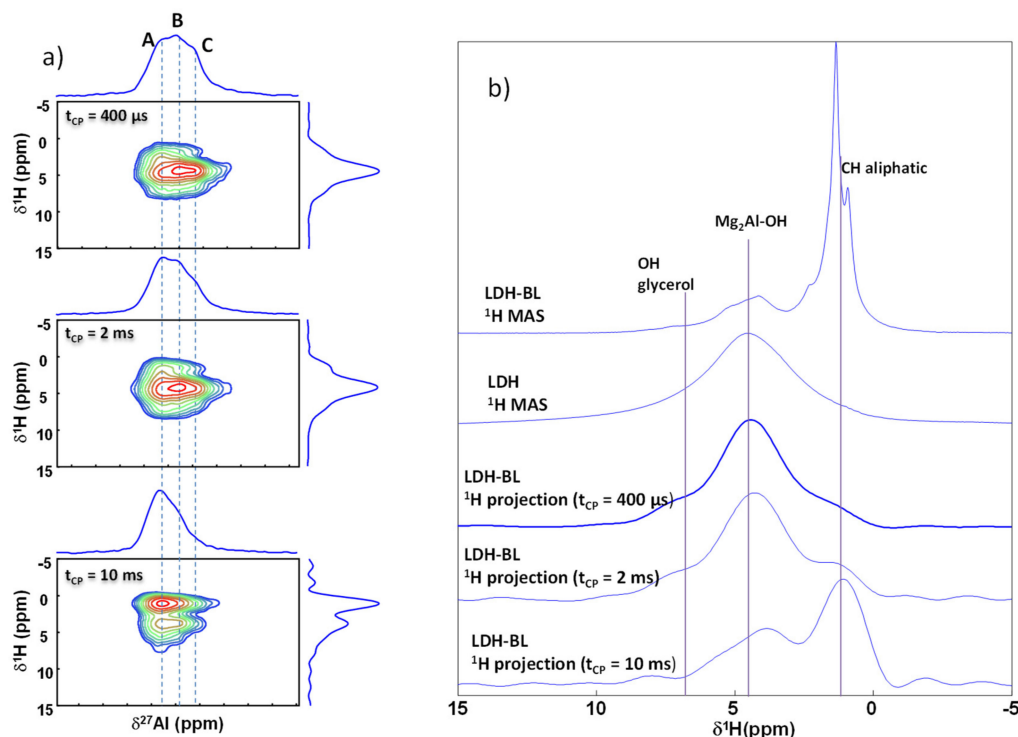 a)
A
B
C
t_CP = 400 µs
-5
0
5
10
15
δ¹H (ppm)
t_CP = 2 ms
-5
0
5
10
15
δ¹H (ppm)
t_CP = 10 ms
-5
0
5
10
15
δ¹H (ppm)
δ²⁷Al (ppm)
b)
CH aliphatic
Mg₂Al-OH
OH
glycerol
LDH-BL
¹H MAS
LDH
¹H MAS
LDH-BL
¹H projection (t_CP = 400 µs)
LDH-BL
¹H projection (t_CP = 2 ms)
LDH-BL
¹H projection (t_CP = 10 ms)
15
10
5
0
-5
δ¹H(ppm)